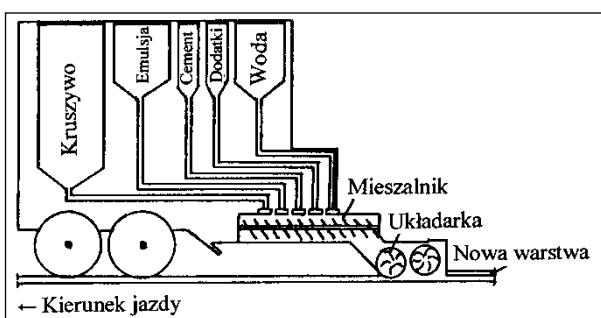 Kruszywo
Emulsja
Cement
Dodatki
Woda
Mieszalnik
Układarka
Nowa warstwa
← Kierunek jazdy